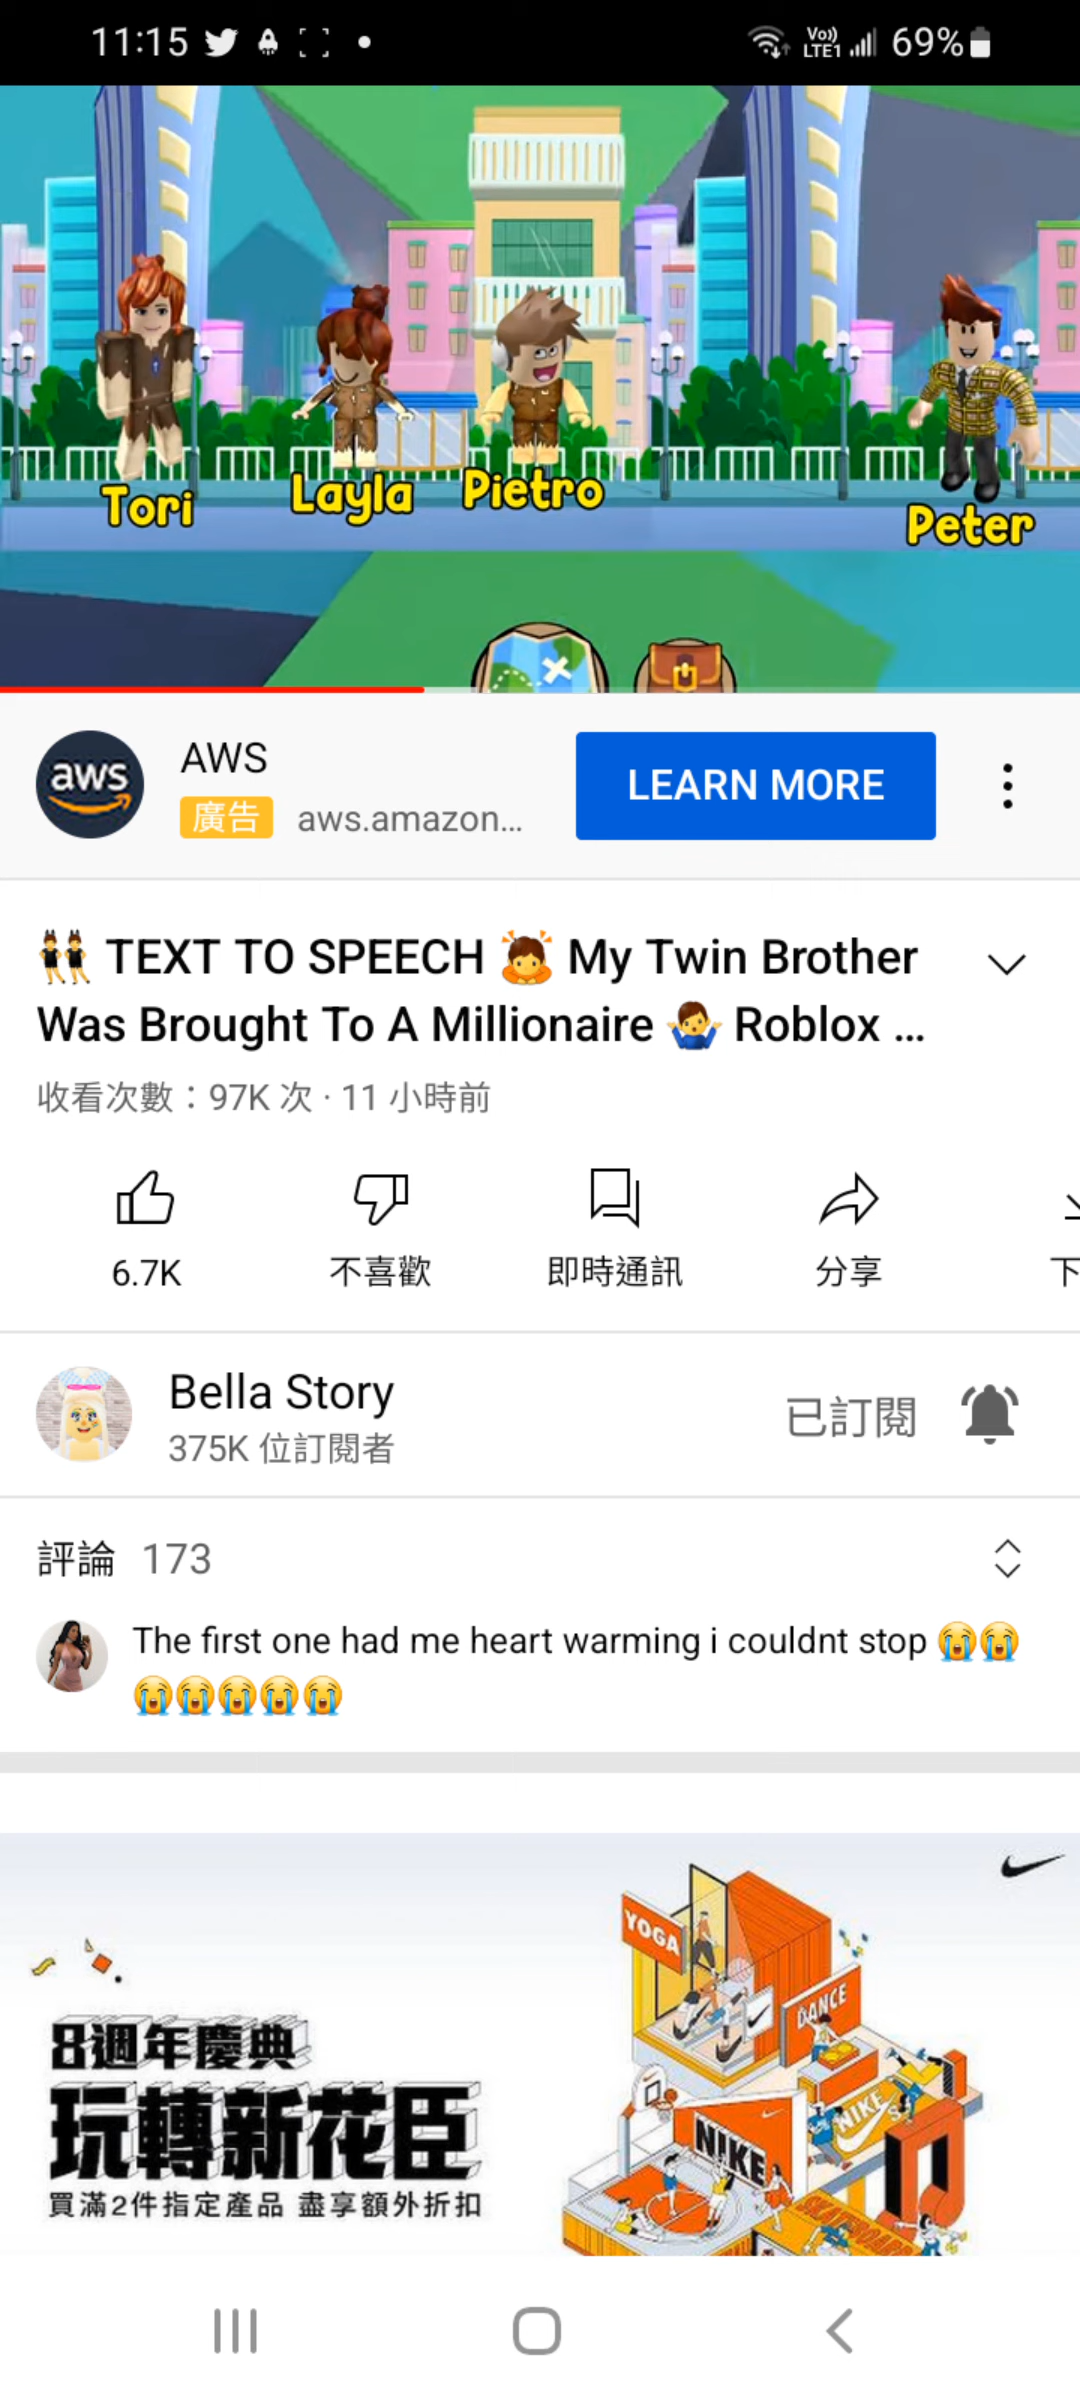 11:15
Vo)) LTE1 69%
Tori
Layla
Pietro
Peter
aws
AWS
LEARN MORE
廣告 aws.amazon...
TEXT TO SPEECH 🙇 My Twin Brother
Was Brought To A Millionaire 🤷‍♂️ Roblox ...
收看次數：97K 次 · 11 小時前
6.7K
不喜歡
即時通訊
分享
下
Bella Story
375K 位訂閱者
已訂閱
評論 173
The first one had me heart warming i couldnt stop 😭😭
😭😭😭😭😭
YOGA
DANCE
NIKE
NIKE
SKATEBOARD
8週年慶典
玩轉新花臣
買滿2件指定產品 盡享額外折扣